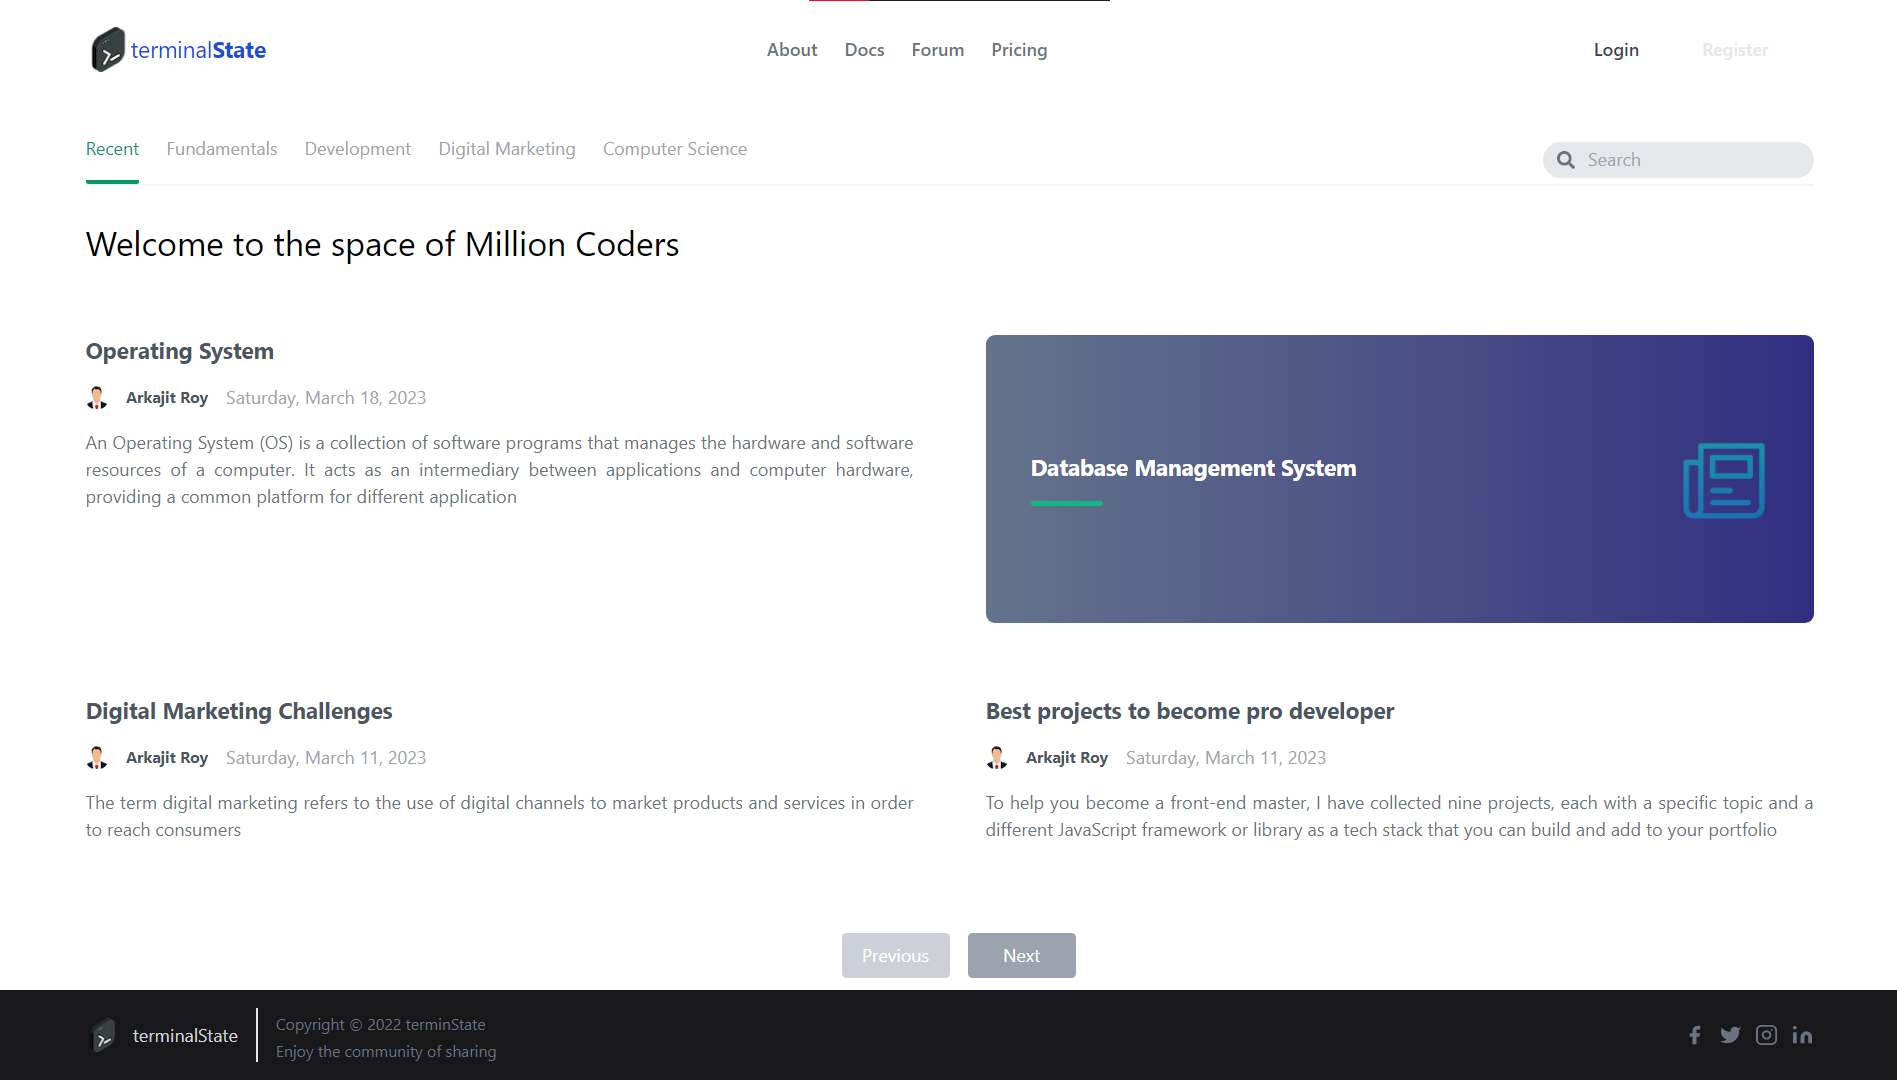 terminalState
About Docs Forum Pricing
Login Register
Recent Fundamentals Development Digital Marketing Computer Science
Search
Welcome to the space of Million Coders
Operating System
Arkajit Roy Saturday, March 18, 2023
An Operating System (OS) is a collection of software programs that manages the hardware and software
resources of a computer. It acts as an intermediary between applications and computer hardware,
providing a common platform for different application
Database Management System
Digital Marketing Challenges
Arkajit Roy Saturday, March 11, 2023
The term digital marketing refers to the use of digital channels to market products and services in order
to reach consumers
Best projects to become pro developer
Arkajit Roy Saturday, March 11, 2023
To help you become a front-end master, I have collected nine projects, each with a specific topic and a
different JavaScript framework or library as a tech stack that you can build and add to your portfolio
Previous Next
terminalState
Copyright © 2022 terminState
Enjoy the community of sharing